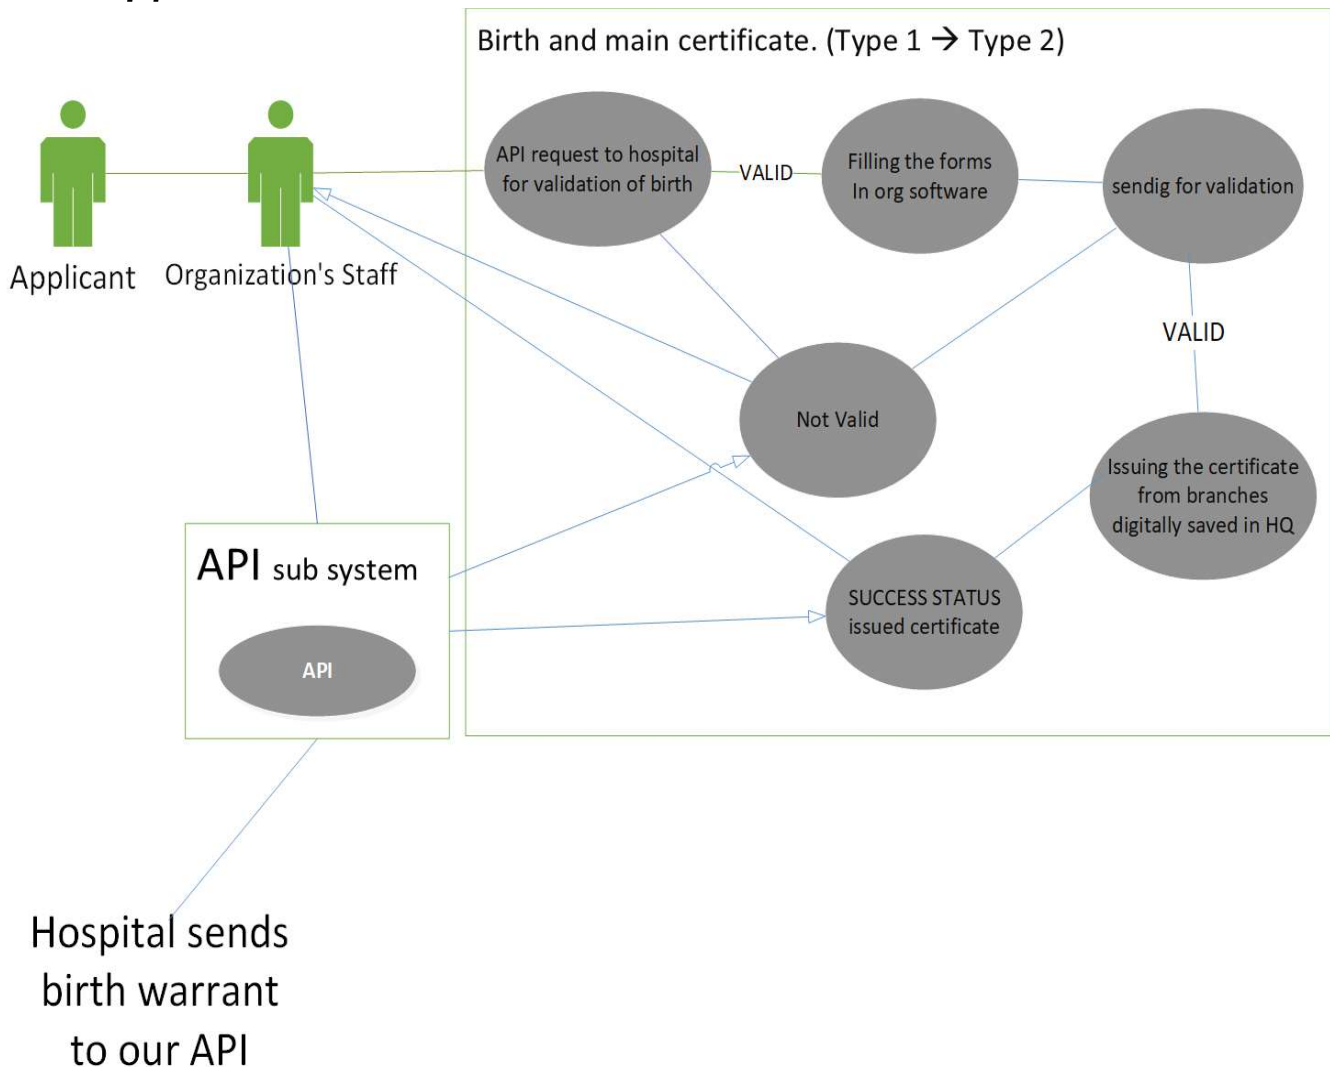 Birth and main certificate. (Type 1 → Type 2)
API request to hospital
for validation of birth
VALID
Filling the forms
In org software
sendig for validation
Applicant
Organization's Staff
VALID
Not Valid
Issuing the certificate
from branches
digitally saved in HQ
API sub system
API
SUCCESS STATUS
issued certificate
Hospital sends
birth warrant
to our API